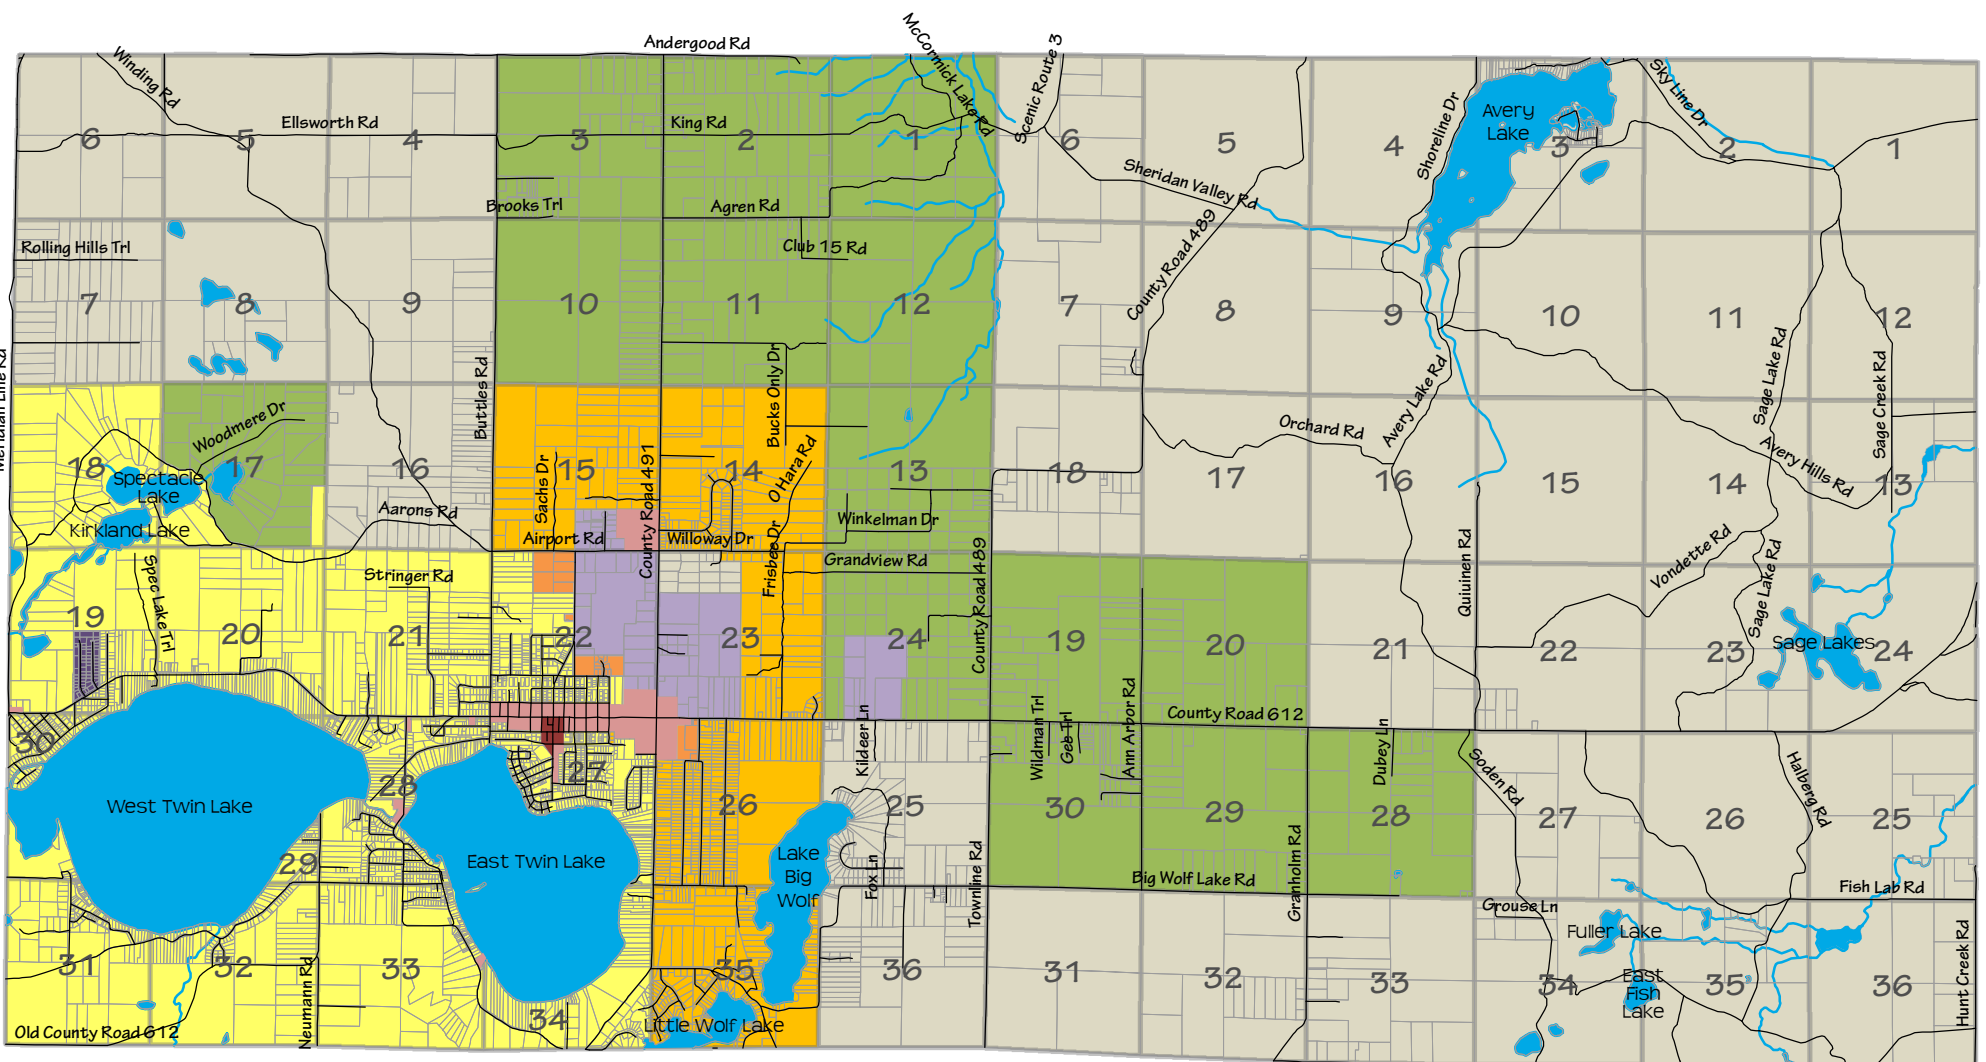 Andergood Rd
McCormick Lake Rd
Scenic Route 3
Winding Rd
Ellsworth Rd
King Rd
Shoreline Dr
Avery
Lake
Sky Line Dr
6
5
4
3
2
1
6
5
4
3
2
1
Sheridan Valley Rd
Brooks Trl
Agren Rd
Rolling Hills Trl
Club 15 Rd
County Road 489
7
8
9
10
11
12
7
8
9
10
11
12
Meridian Line Rd
Buttles Rd
Bucks Only Dr
Avery Lake Rd
Sage Lake Rd
Sage Creek Rd
Woodmere Dr
Orchard Rd
O Hara Rd
Avery Hills Rd
18
17
16
15
14
13
18
17
16
15
14
13
Spectacle
Lake
Kirkland Lake
Aarons Rd
Sachs Dr
County Road 491
Winkelman Dr
Airport Rd
Willoway Dr
Frisbee Dr
Grandview Rd
County Road 489
Quiuinen Rd
Vondette Rd
Sage Lake Rd
Stringer Rd
Spec Lake Trl
19
20
21
22
23
24
19
20
21
22
23
24
Sage Lakes
Kildeer Ln
Wildman Trl
Geb Trl
Ann Arbor Rd
County Road 612
Dubey Ln
Soden Rd
Halberg Rd
30
29
28
27
26
25
30
29
28
27
26
25
West Twin Lake
East Twin Lake
Lake
Big
Wolf
Fox Ln
Townline Rd
Big Wolf Lake Rd
Granholm Rd
Fish Lab Rd
Grouse Ln
Fuller Lake
Hunt Creek Rd
31
32
33
34
35
36
31
32
33
34
35
36
East
Fish
Lake
Neumann Rd
Old County Road 612
Little Wolf Lake